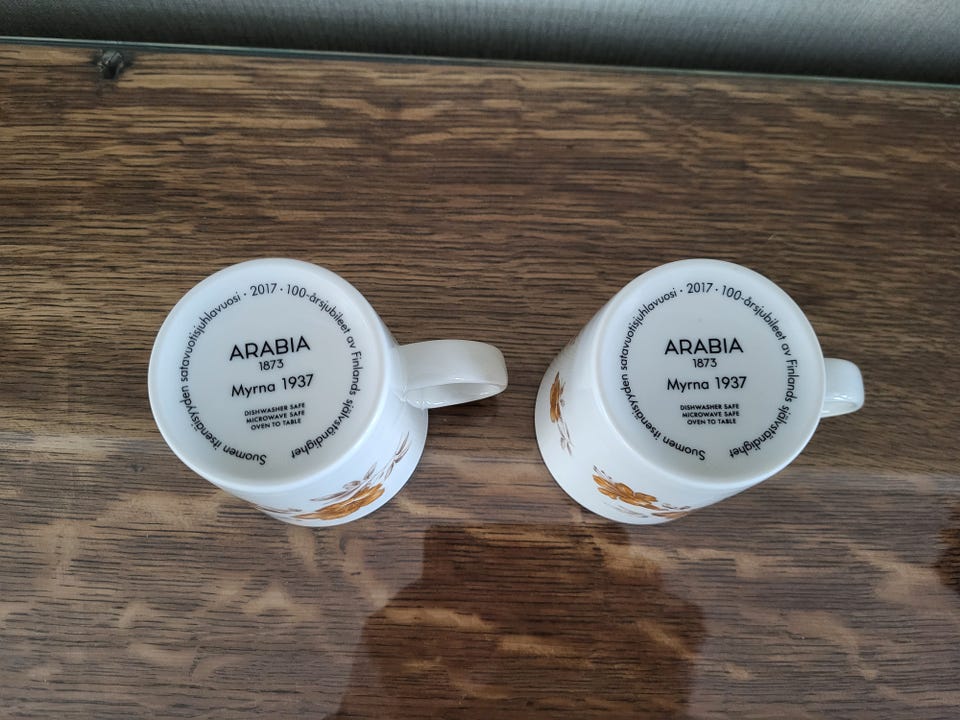 Suomen itsenäisyyden satavuotisjuhlavuosi · 2017 · 100-årsjubileet av Finlands självständighet
ARABIA
1873
Myrna 1937
DISHWASHER SAFE
MICROWAVE SAFE
OVEN TO TABLE
Suomen itsenäisyyden satavuotisjuhlavuosi · 2017 · 100-årsjubileet av Finlands självständighet
ARABIA
1873
Myrna 1937
DISHWASHER SAFE
MICROWAVE SAFE
OVEN TO TABLE